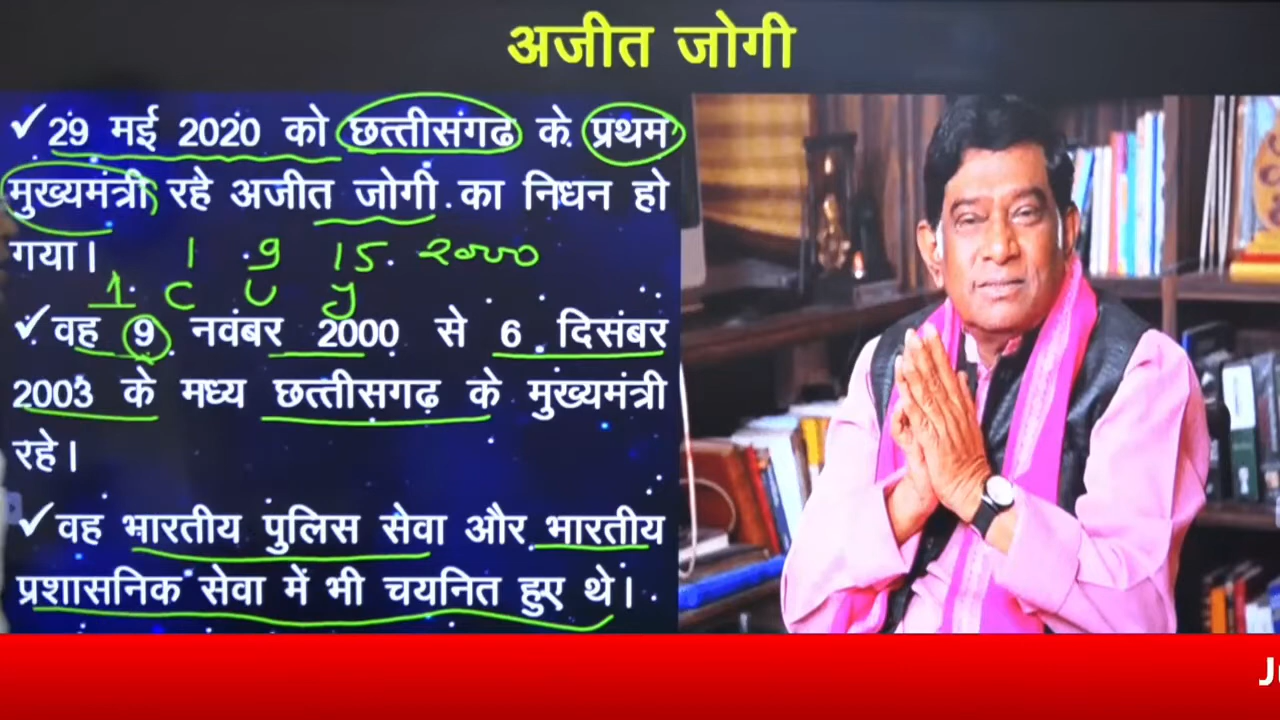 अजीत जोगी
✓29 मई 2020 को छत्तीसगढ के प्रथम
मुख्यमंत्री रहे अजीत जोगी का निधन हो
गया।
1 9 15 2000
1 C U y
✓वह 9 नवंबर 2000 से 6 दिसंबर
2003 के मध्य छत्तीसगढ़ के मुख्यमंत्री
रहे।
✓वह भारतीय पुलिस सेवा और भारतीय
प्रशासनिक सेवा में भी चयनित हुए थे।